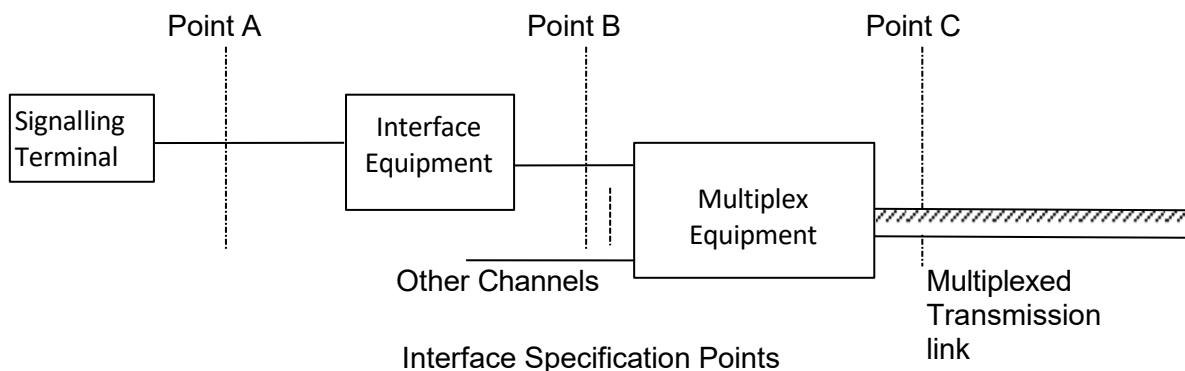 Point A
Point B
Point C
Signalling
Terminal
Interface
Equipment
Multiplex
Equipment
Other Channels
Multiplexed
Transmission
link
Interface Specification Points